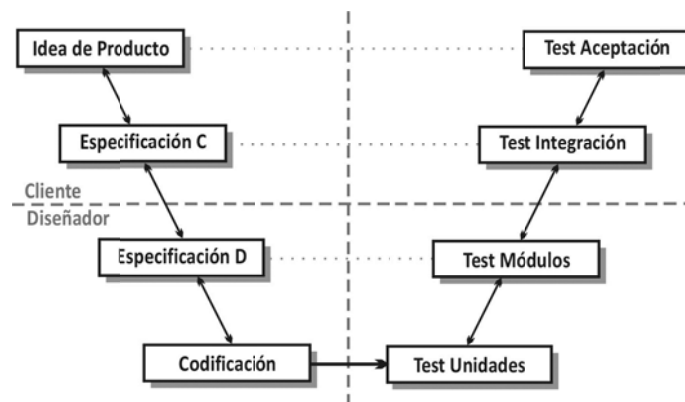 Idea de Producto
Test Aceptación
Especificación C
Test Integración
Cliente
Diseñador
Especificación D
Test Módulos
Codificación
Test Unidades